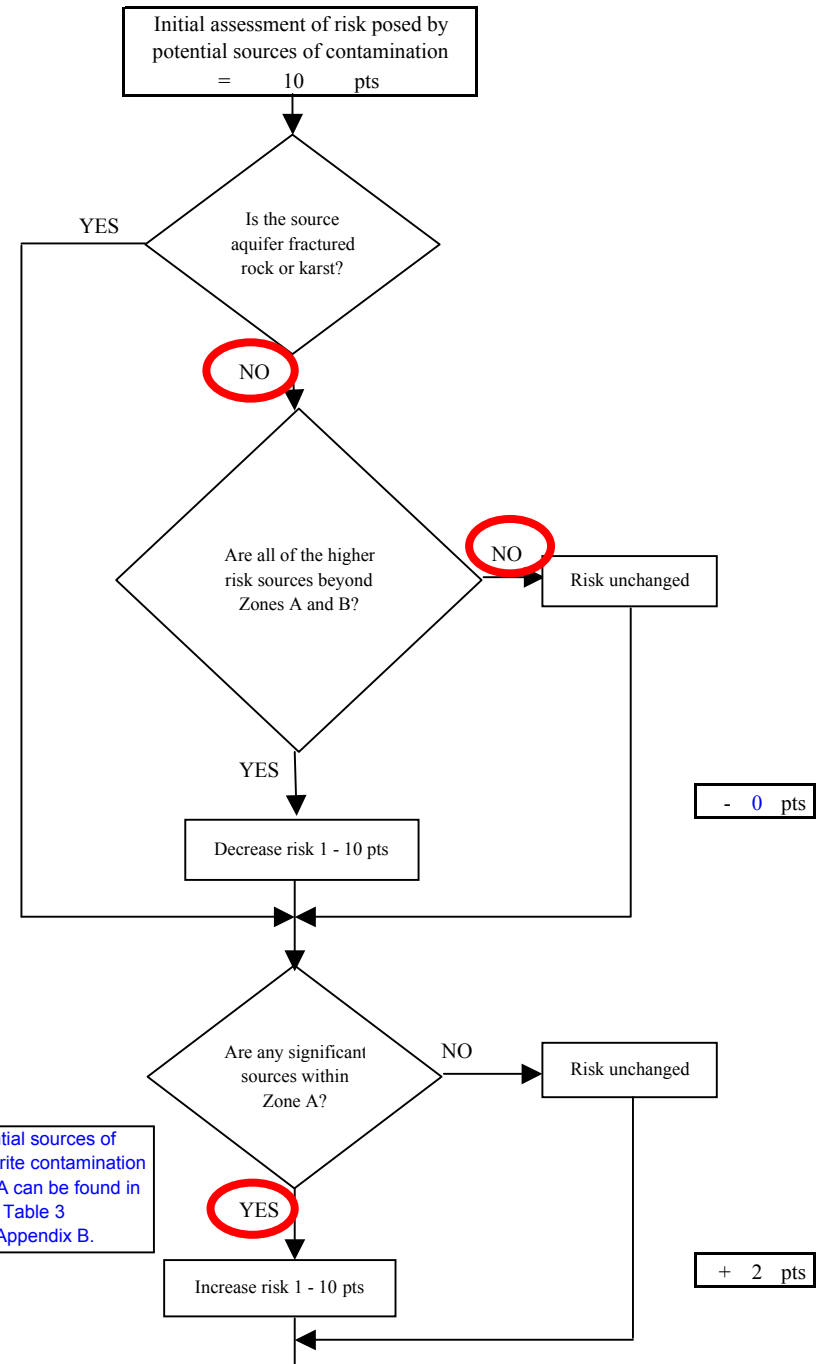 Initial assessment of risk posed by
potential sources of contamination
= 10 pts
YES
Is the source
aquifer fractured
rock or karst?
NO
Are all of the higher
risk sources beyond
Zones A and B?
NO
Risk unchanged
YES
- 0 pts
Decrease risk 1 - 10 pts
Are any significant
sources within
Zone A?
NO
Risk unchanged
tial sources of
rite contamination
A can be found in
Table 3
Appendix B.
YES
Increase risk 1 - 10 pts
+ 2 pts